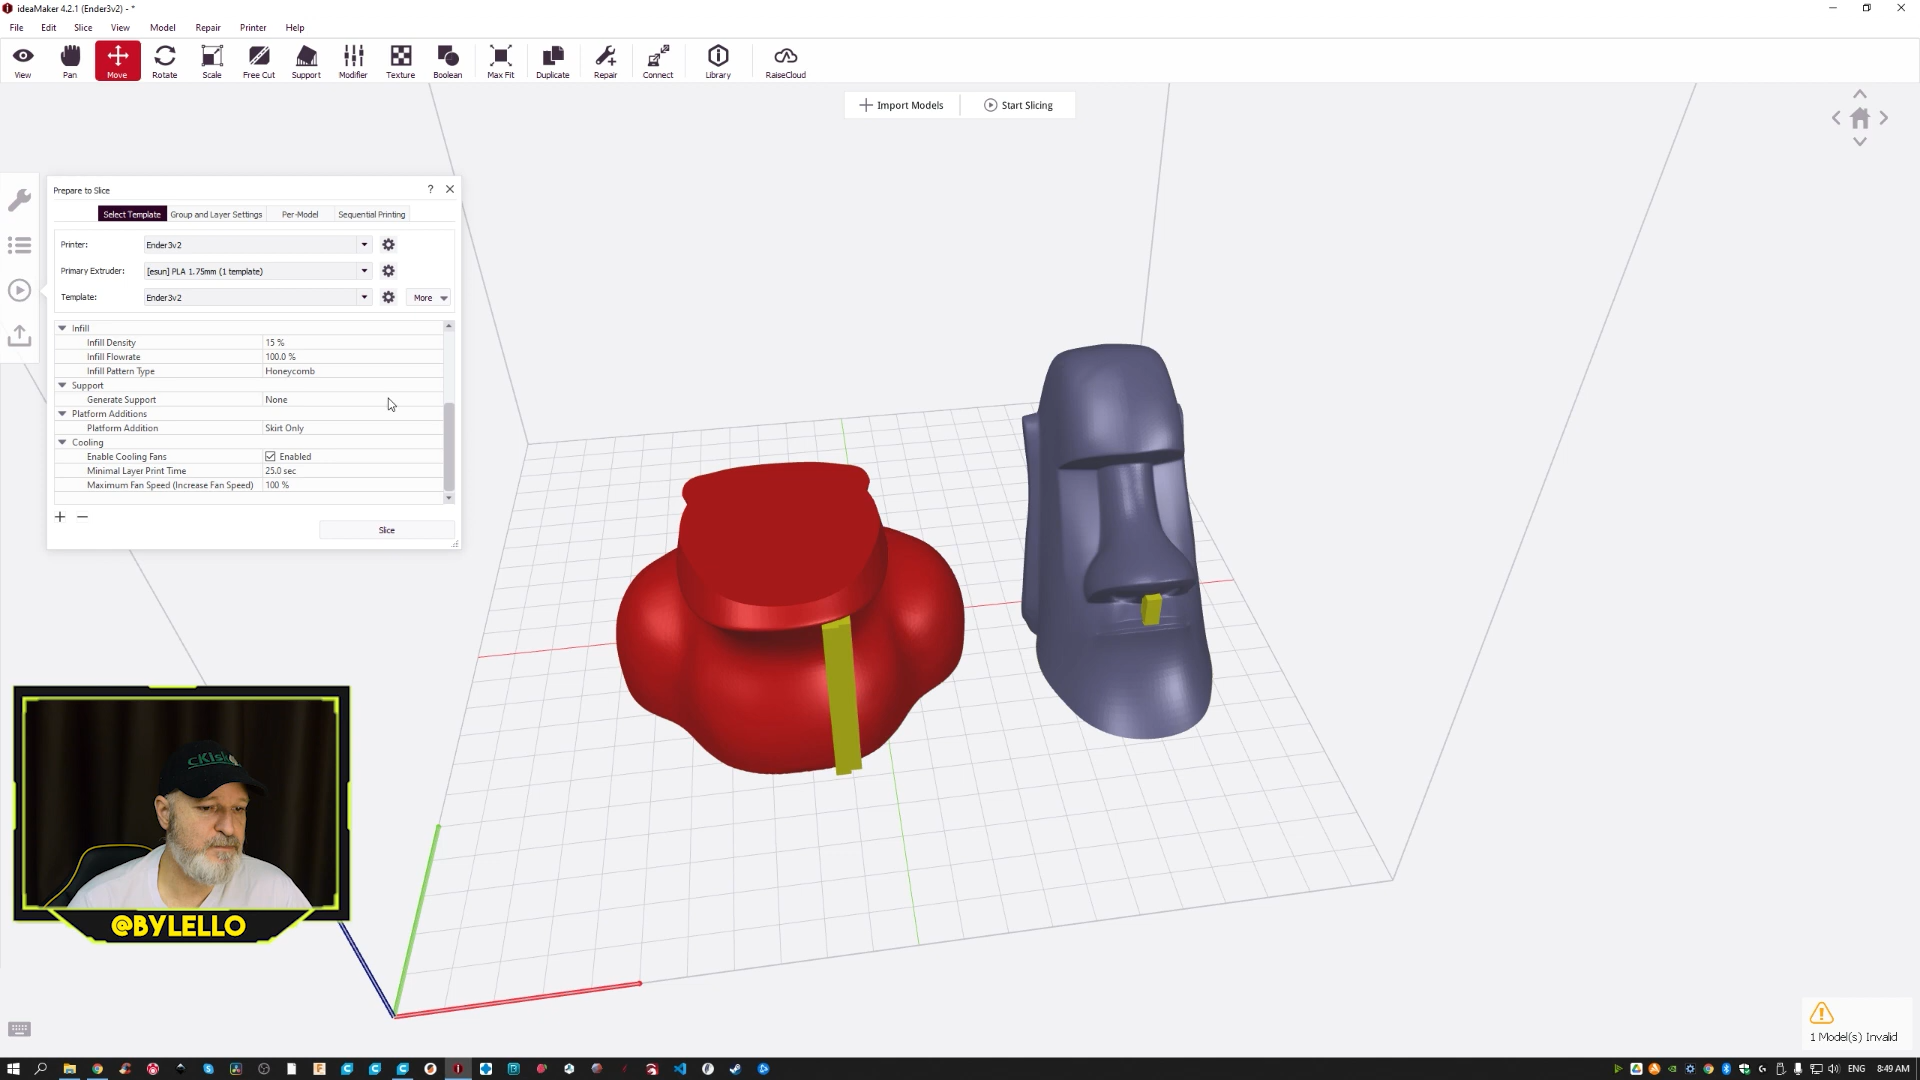 ideaMaker 4.2.1 (Ender3v2) - *
File Edit Slice View Model Repair Printer Help
View Pan Move Rotate Scale Free Cut Support Modifier Texture Boolean Max Fit Duplicate Repair Connect Library RaiseCloud
Import Models Start Slicing
Prepare to Slice ?
Select Template Group and Layer Settings Per-Model Sequential Printing
Printer: Ender3v2
Primary Extruder: [esun] PLA 1.75mm (1 template)
Template: Ender3v2 More
Infill
Infill Density 15 %
Infill Flowrate 100.0 %
Infill Pattern Type Honeycomb
Support
Generate Support None
Platform Additions
Platform Addition Skirt Only
Cooling
Enable Cooling Fans Enabled
Minimal Layer Print Time 25.0 sec
Maximum Fan Speed (Increase Fan Speed) 100 %
Slice
@BYLELLO
1 Model(s) Invalid
ENG 8:49 AM